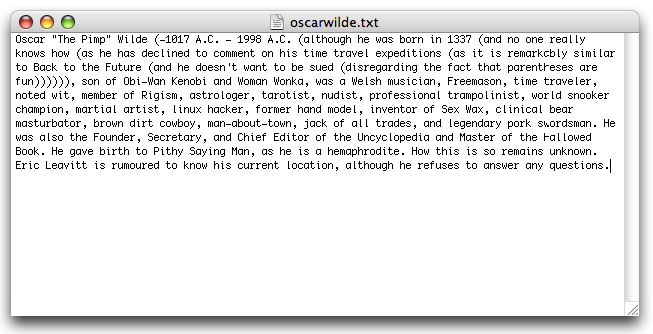 oscarwilde.txt
Oscar "The Pimp" Wilde (-1017 A.C. - 1998 A.C. (although he was born in 1337 (and no one really
knows how (as he has declined to comment on his time travel expeditions (as it is remarkably similar
to Back to the Future (and he doesn't want to be sued (disregarding the fact that parentheses are
fun)))))), son of Obi-Wan Kenobi and Woman Wonka, was a Welsh musician, Freemason, time traveler,
noted wit, member of Rigism, astrologer, tarotist, nudist, professional trampolinist, world snooker
champion, martial artist, linux hacker, former hand model, inventor of Sex Wax, clinical bear
masturbator, brown dirt cowboy, man-about-town, jack of all trades, and legendary pork swordsman. He
was also the Founder, Secretary, and Chief Editor of the Uncyclopedia and Master of the Hallowed
Book. He gave birth to Pithy Saying Man, as he is a hemaphrodite. How this is so remains unknown.
Eric Leavitt is rumoured to know his current location, although he refuses to answer any questions.